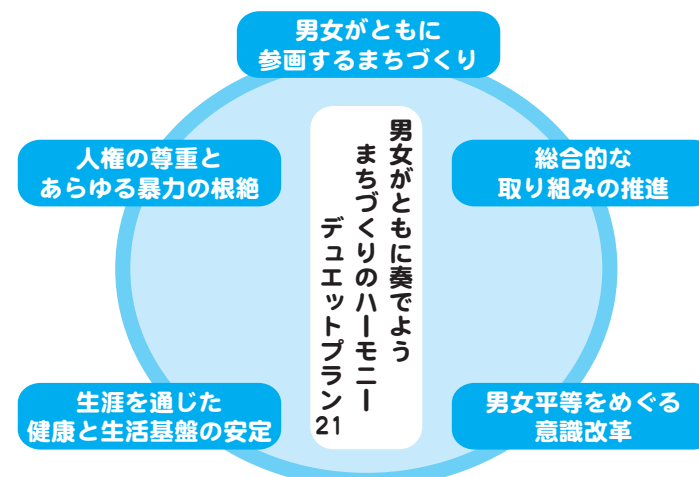 男女がともに
参画するまちづくり
人権の尊重と
あらゆる暴力の根絶
総合的な
取り組みの推進
男女がともに奏でよう
まちづくりのハーモニー
デュエットプラン21
生涯を通じた
健康と生活基盤の安定
男女平等をめぐる
意識改革